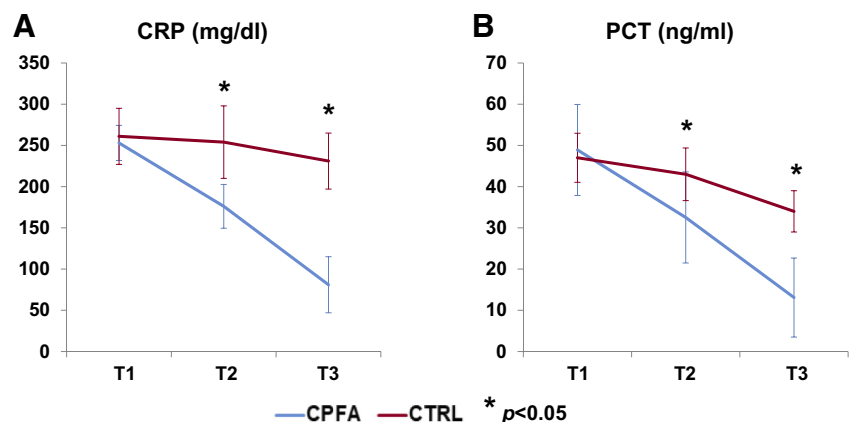 A
CRP (mg/dl)
350
300
250
200
150
100
50
0
*
*
T1
T2
T3
B
PCT (ng/ml)
70
60
50
40
30
20
10
0
*
*
T1
T2
T3
CPFA
CTRL
* p<0.05